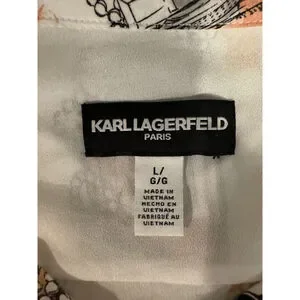 KARL LAGERFELD
PARIS
L/
G/G
MADE IN
VIETNAM
HECHO EN
VIETNAM
FABRIQUÉ AU
VIETNAM